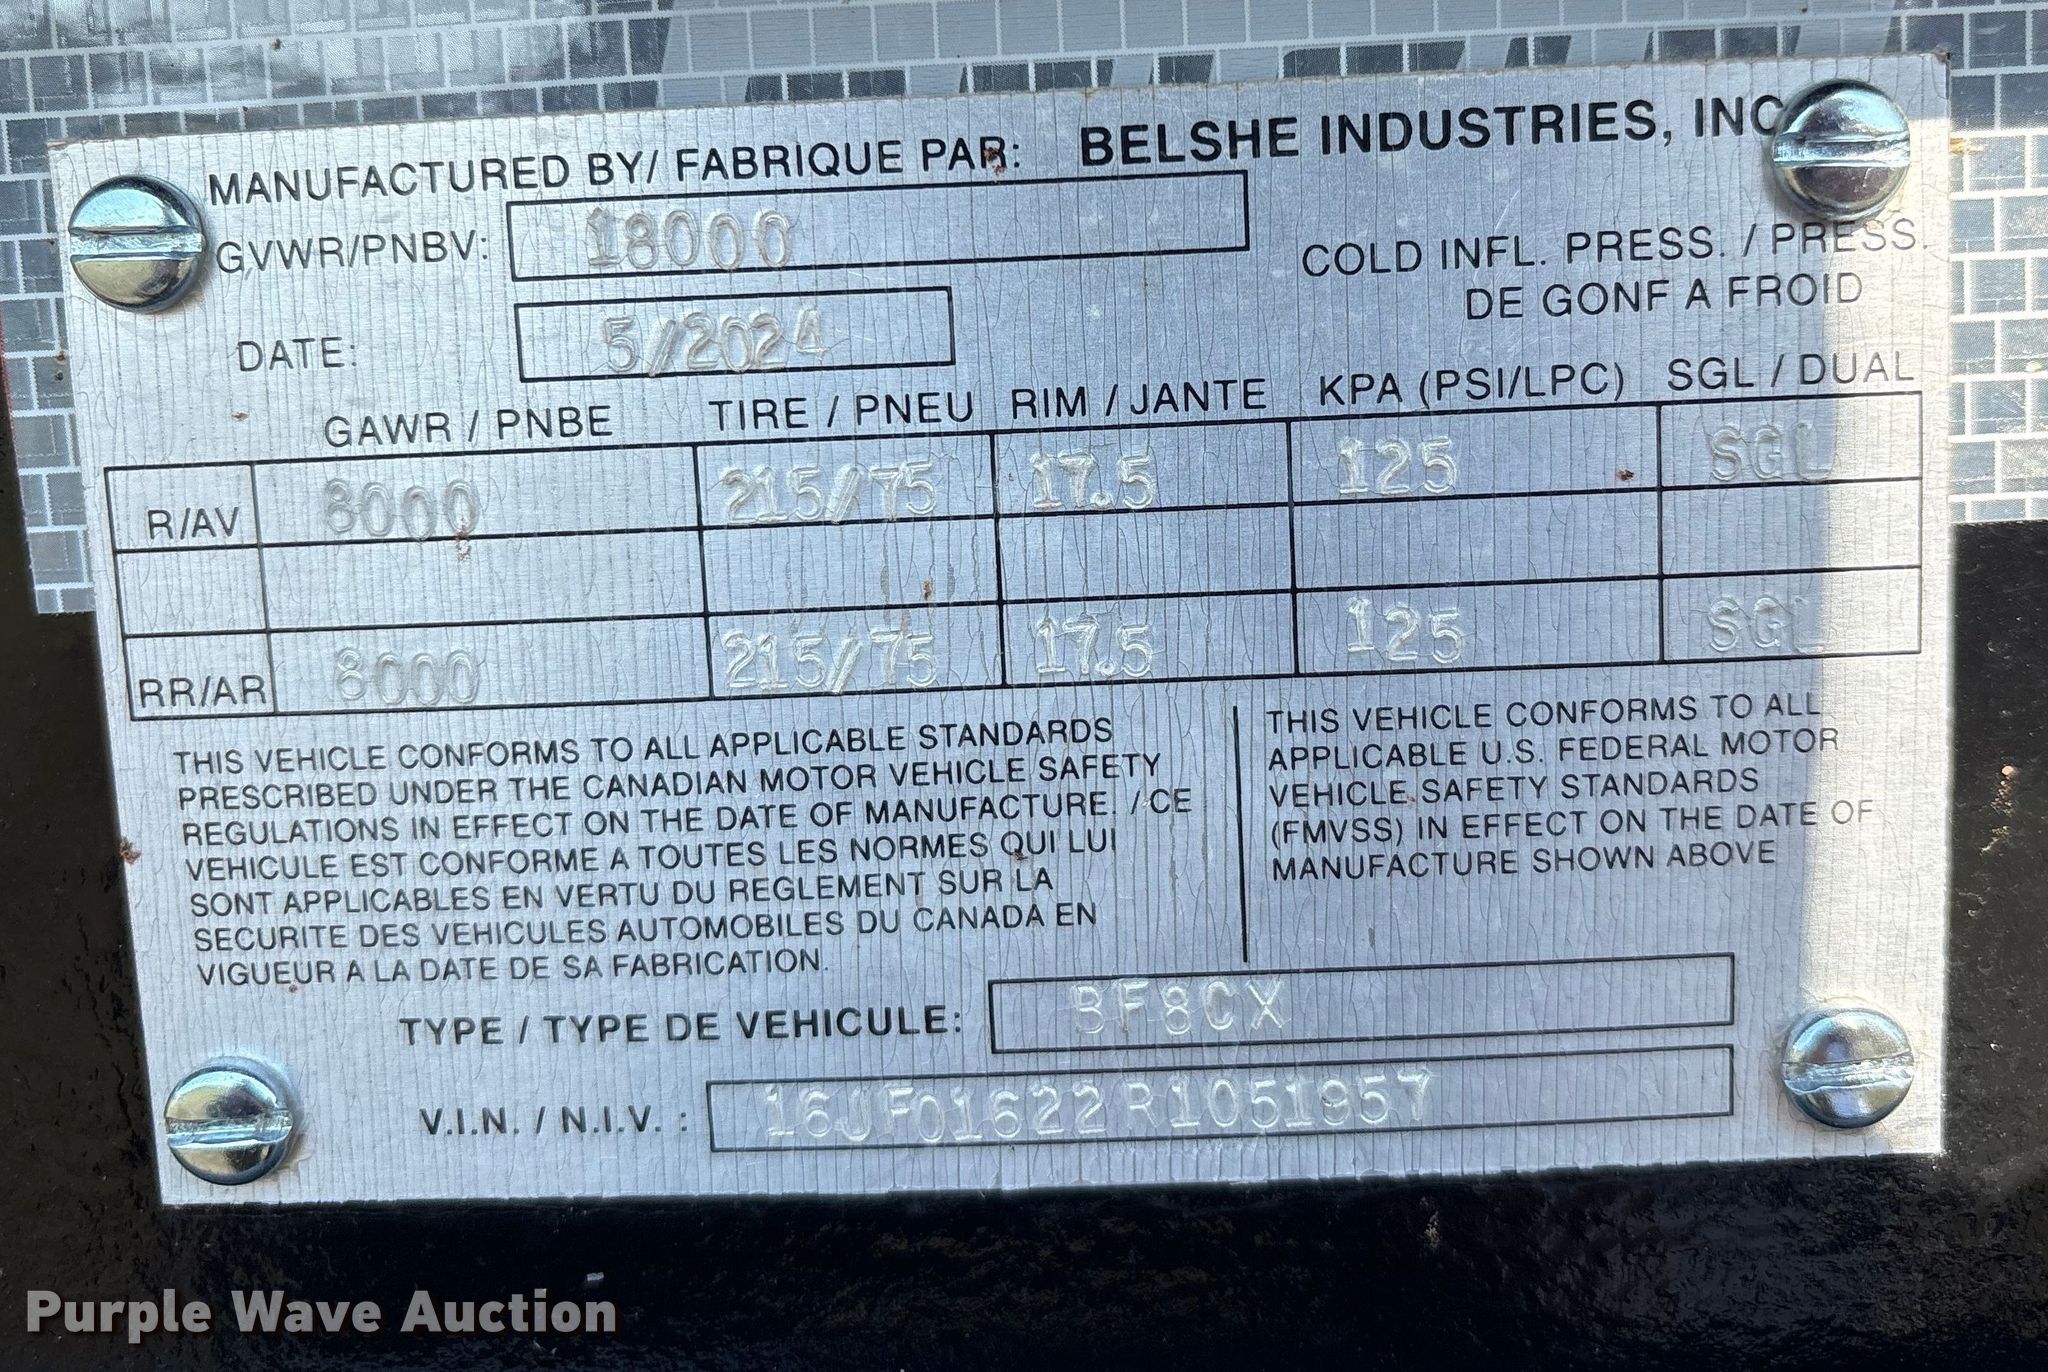 MANUFACTURED BY/ FABRIQUE PAR: BELSHE INDUSTRIES, INC
GVWR/PNBV: 18000
COLD INFL. PRESS. / PRESS.
DE GONF A FROID
DATE: 5/2024
GAWR / PNBE TIRE / PNEU RIM / JANTE KPA (PSI/LPC) SGL / DUAL
R/AV 8000 215/75 17.5 125 SGL
RR/AR 8000 215/75 17.5 125 SGL
THIS VEHICLE CONFORMS TO ALL APPLICABLE STANDARDS
PRESCRIBED UNDER THE CANADIAN MOTOR VEHICLE SAFETY
REGULATIONS IN EFFECT ON THE DATE OF MANUFACTURE. / CE
VEHICULE EST CONFORME A TOUTES LES NORMES QUI LUI
SONT APPLICABLES EN VERTU DU REGLEMENT SUR LA
SECURITE DES VEHICULES AUTOMOBILES DU CANADA EN
VIGUEUR A LA DATE DE SA FABRICATION.
THIS VEHICLE CONFORMS TO ALL
APPLICABLE U.S. FEDERAL MOTOR
VEHICLE SAFETY STANDARDS
(FMVSS) IN EFFECT ON THE DATE OF
MANUFACTURE SHOWN ABOVE
TYPE / TYPE DE VEHICULE:
V.I.N. / N.I.V. : 16JF01622R1051957
Purple Wave Auction